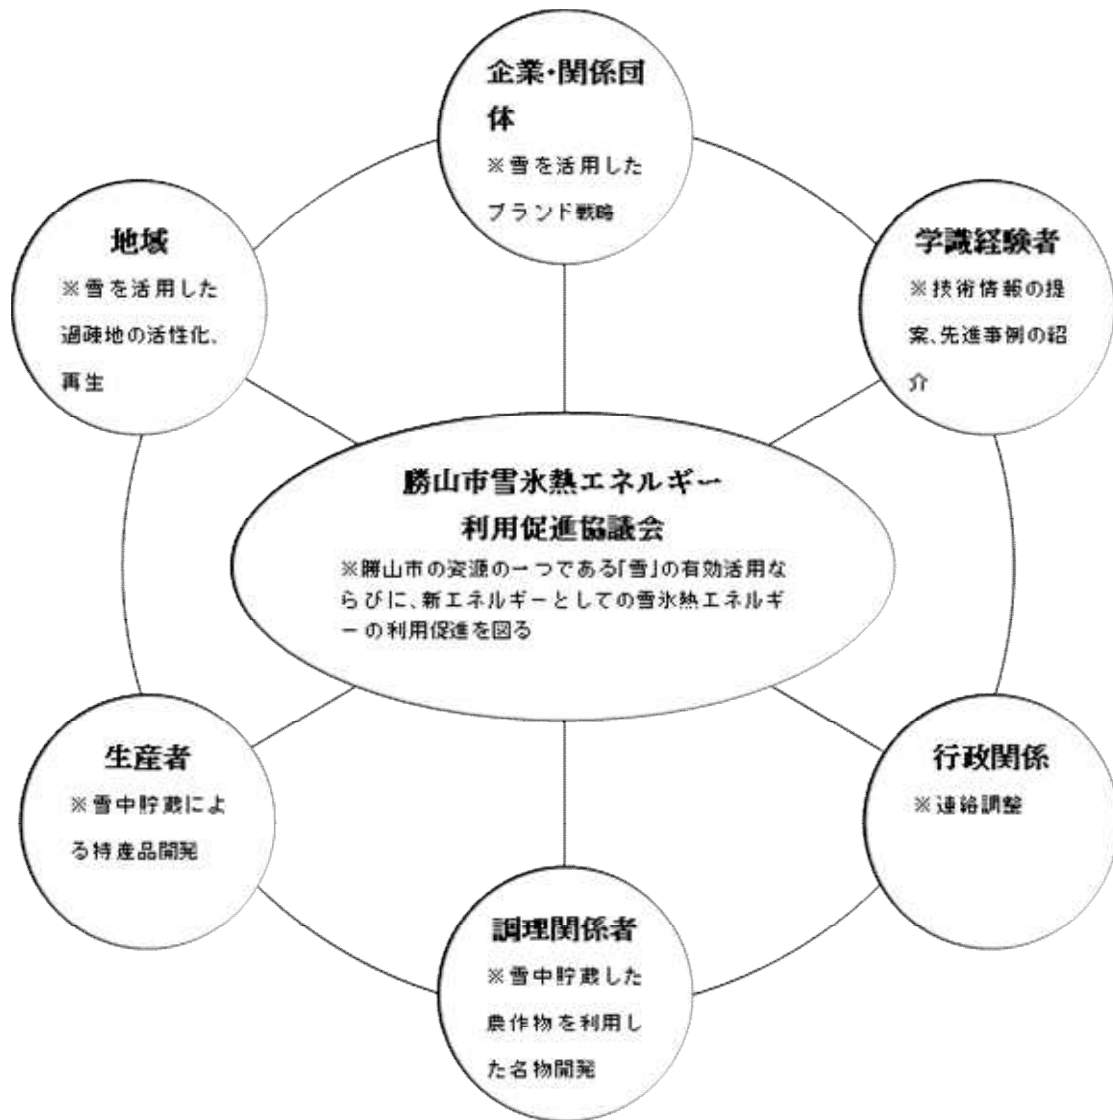 企業・関係団
体
※雪を活用した
ブランド戦略
地域
※雪を活用した
過疎地の活性化、
再生
学識経験者
※技術情報の提
案、先進事例の紹
介
勝山市雪氷熱エネルギー
利用促進協議会
※勝山市の資源の一つである「雪」の有効活用な
らびに、新エネルギーとしての雪氷熱エネルギ
ーの利用促進を図る
生産者
※雪中貯蔵によ
る特産品開発
行政関係
※連絡調整
調理関係者
※雪中貯蔵した
農作物を利用し
た名物開発